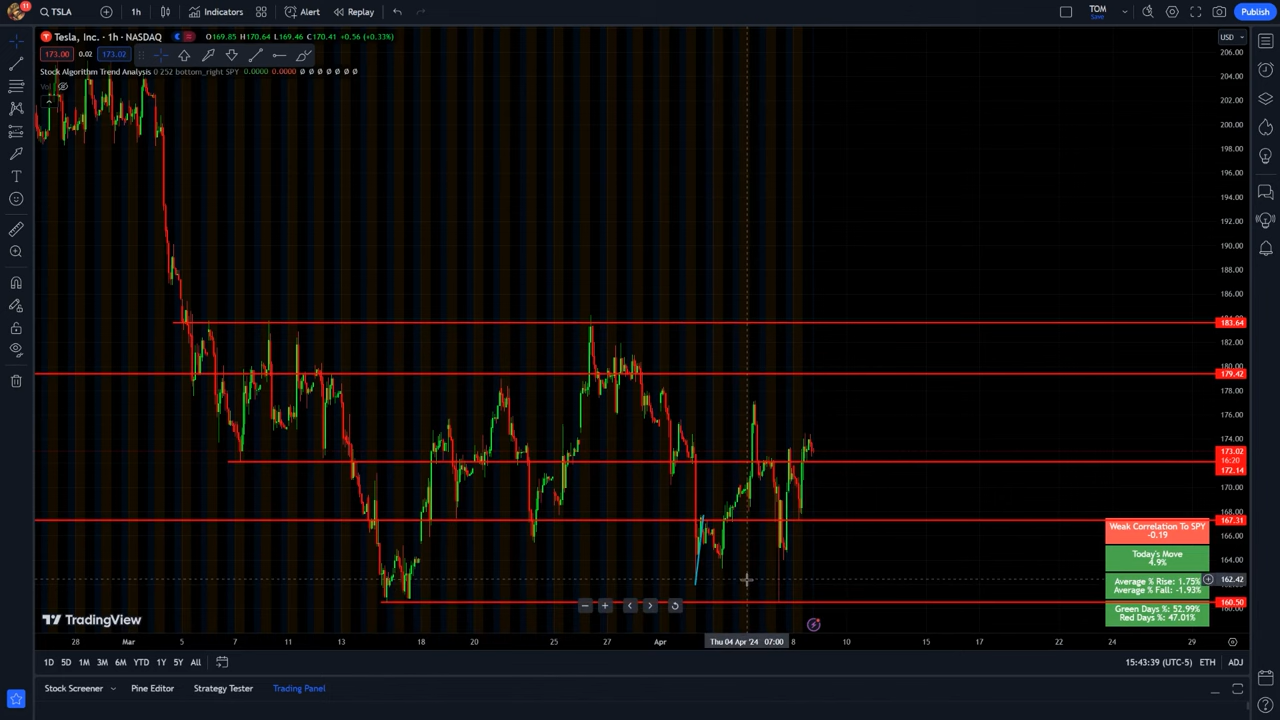 11
TSLA
1h
Indicators
Alert
Replay
TOM
Save
Publish
Tesla, Inc. · 1h · NASDAQ
O169.85 H170.64 L169.46 C170.41 +0.56 (+0.33%)
USD
173.00
0.02
173.02
Stock Algorithm Trend Analysis 0 252 bottom_right SPY 0.0000 0.0000 Ø Ø Ø Ø Ø Ø
Vol
206.00
204.00
202.00
200.00
198.00
196.00
194.00
192.00
190.00
188.00
186.00
183.64
182.00
180.00
179.42
178.00
176.00
174.00
173.02
16:20
172.14
170.00
168.00
167.31
166.00
164.00
162.42
160.50
Weak Correlation To SPY
-0.19
Today's Move
4.9%
Average % Rise: 1.75%
Average % Fall: -1.93%
Green Days %: 52.99%
Red Days %: 47.01%
TradingView
28
Mar
5
7
11
13
18
20
25
27
Apr
Thu 04 Apr '24 07:00
8
10
15
17
22
24
29
1D
5D
1M
3M
6M
YTD
1Y
5Y
All
15:43:39 (UTC-5)
ETH
ADJ
Stock Screener
Pine Editor
Strategy Tester
Trading Panel